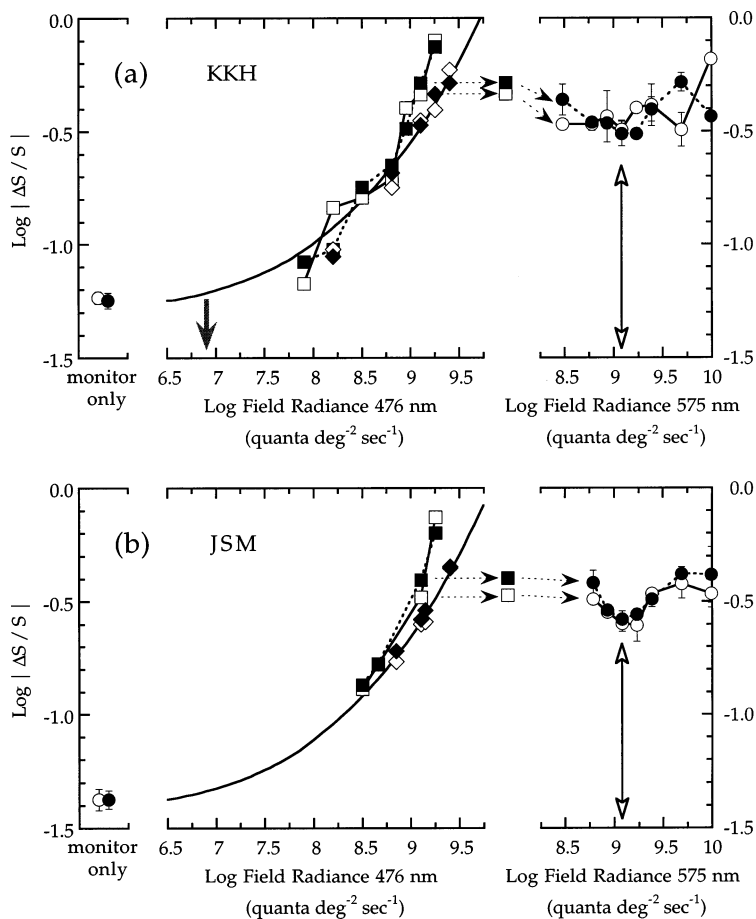 (a) KKH
0.0 0.0
-0.5 -0.5
-1.0 -1.0
-1.5 -1.5
Log | ΔS / S |
monitor only
6.5 7 7.5 8 8.5 9 9.5
Log Field Radiance 476 nm
(quanta deg⁻² sec⁻¹)
8.5 9 9.5 10
Log Field Radiance 575 nm
(quanta deg⁻² sec⁻¹)
(b) JSM
0.0 0.0
-0.5 -0.5
-1.0 -1.0
-1.5 -1.5
Log | ΔS / S |
monitor only
6.5 7 7.5 8 8.5 9 9.5
Log Field Radiance 476 nm
(quanta deg⁻² sec⁻¹)
8.5 9 9.5 10
Log Field Radiance 575 nm
(quanta deg⁻² sec⁻¹)